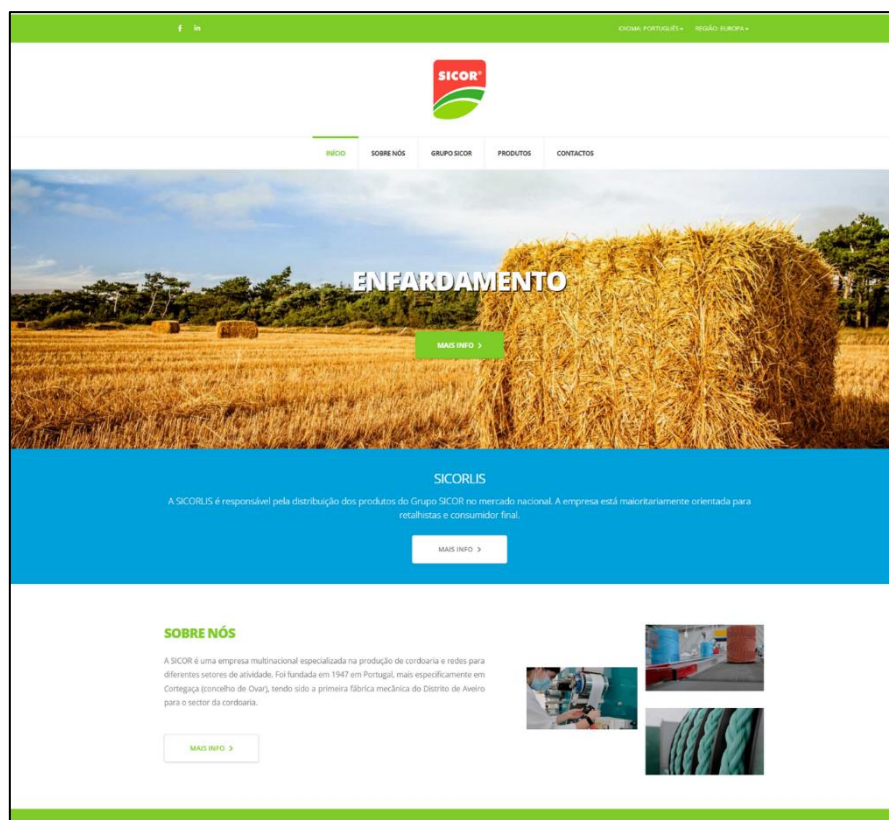 f in IDIOMA: PORTUGUÊS REGIÃO: EUROPA
SICOR®
INÍCIO SOBRE NÓS GRUPO SICOR PRODUTOS CONTACTOS
ENFARDAMENTO
MAIS INFO >
SICORLIS
A SICORLIS é responsável pela distribuição dos produtos do Grupo SICOR no mercado nacional. A empresa está maioritariamente orientada para
retalhistas e consumidor final.
MAIS INFO >
SOBRE NÓS
A SICOR é uma empresa multinacional especializada na produção de cordoaria e redes para
diferentes setores de atividade. Foi fundada em 1947 em Portugal, mais especificamente em
Cortegaça (concelho de Ovar), tendo sido a primeira fábrica mecânica do Distrito de Aveiro
para o sector da cordoaria.
MAIS INFO >